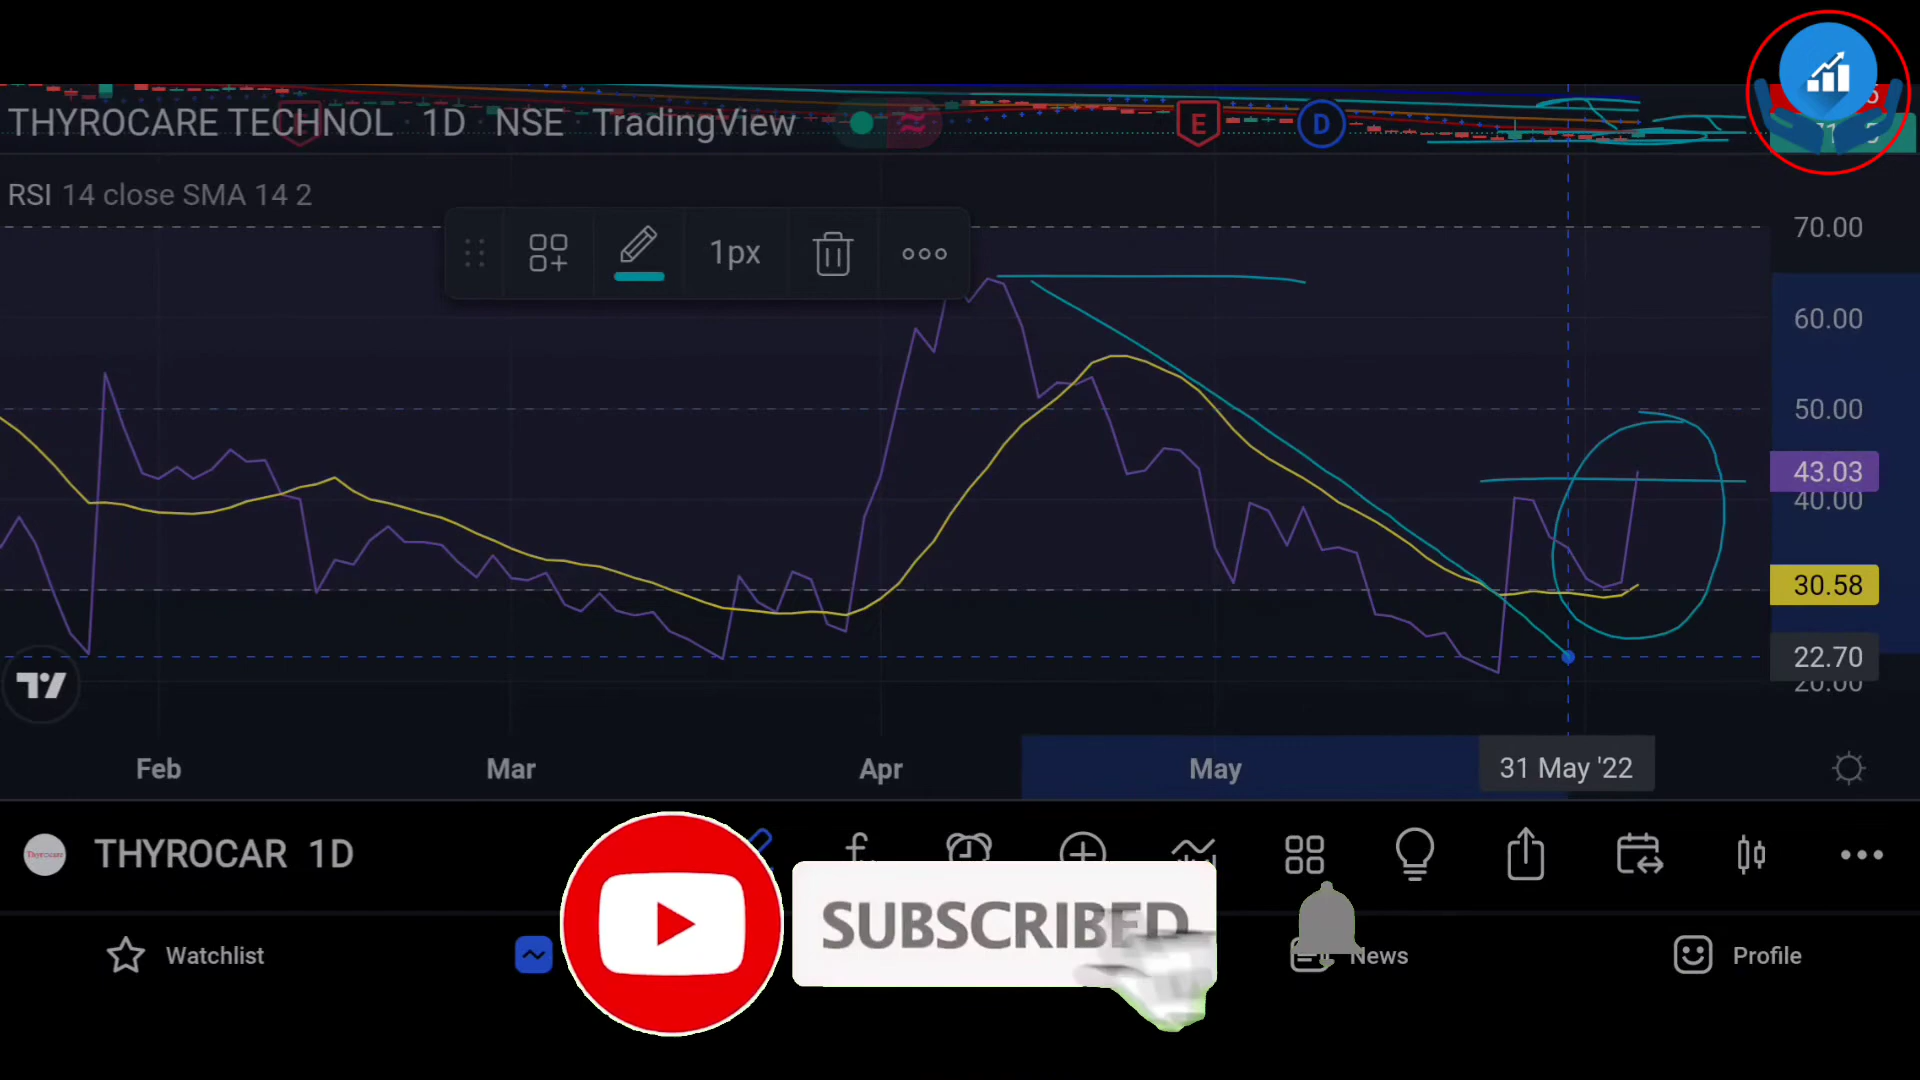 THYROCARE TECHNOL · 1D · NSE · TradingView
E
D
RSI 14 close SMA 14 2
1px
70.00
60.00
50.00
43.03
40.00
30.58
22.70
20.00
Feb
Mar
Apr
May
31 May '22
THYROCAR 1D
SUBSCRIBED
Watchlist
News
Profile